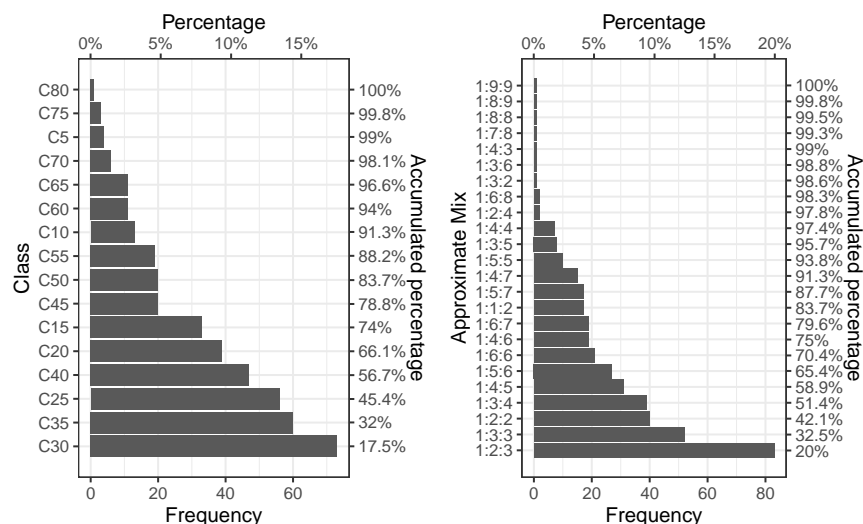 Percentage
0% 5% 10% 15%
Class
C80 100%
C75 99.8%
C5 99%
C70 98.1%
C65 96.6%
C60 94%
C10 91.3%
C55 88.2%
C50 83.7%
C45 78.8%
C15 74%
C20 66.1%
C40 56.7%
C25 45.4%
C35 32%
C30 17.5%
Accumulated percentage
0 20 40 60
Frequency
Percentage
0% 5% 10% 15% 20%
Approximate Mix
1:9:9 100%
1:8:9 99.8%
1:8:8 99.5%
1:7:8 99.3%
1:4:3 99%
1:3:6 98.8%
1:3:2 98.6%
1:6:8 98.3%
1:2:4 97.8%
1:4:4 97.4%
1:3:5 95.7%
1:5:5 93.8%
1:4:7 91.3%
1:5:7 87.7%
1:1:2 83.7%
1:6:7 79.6%
1:4:6 75%
1:6:6 70.4%
1:5:6 65.4%
1:4:5 58.9%
1:3:4 51.4%
1:2:2 42.1%
1:3:3 32.5%
1:2:3 20%
Accumulated percentage
0 20 40 60 80
Frequency